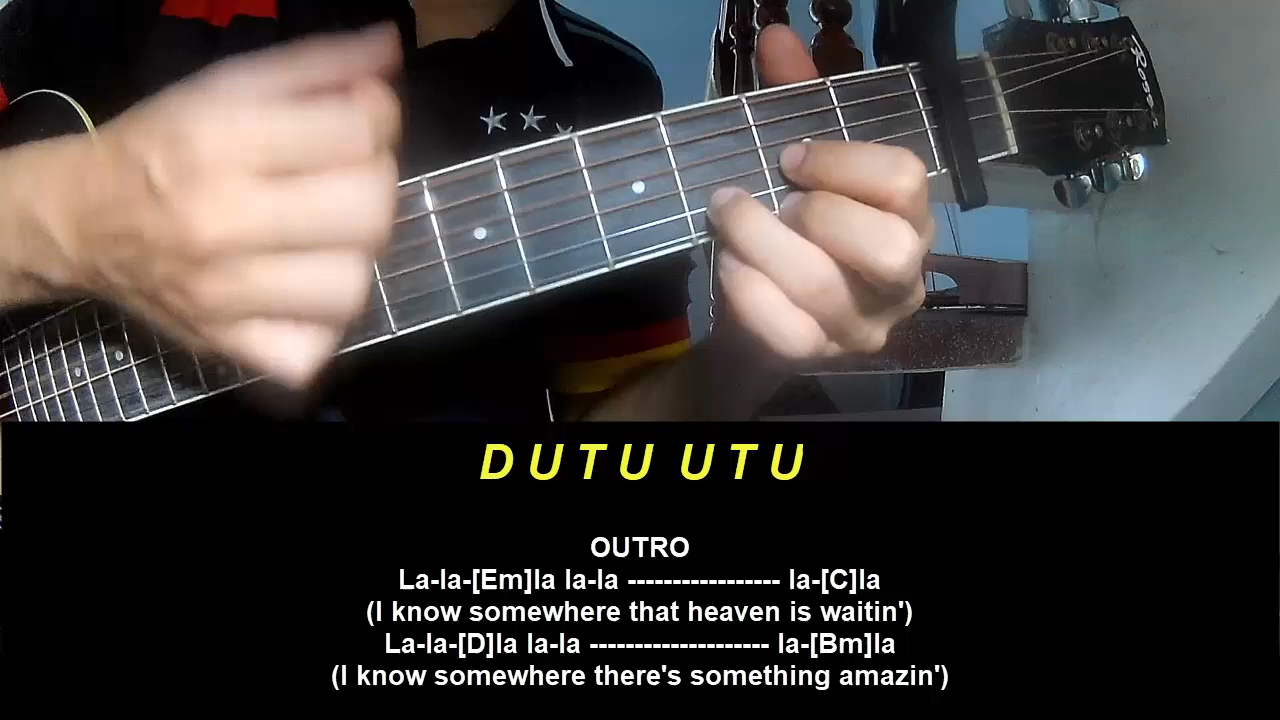 D U T U U T U
OUTRO
La-la-[Em]la la-la ----------------- la-[C]la
(I know somewhere that heaven is waitin')
La-la-[D]la la-la -------------------- la-[Bm]la
(I know somewhere there's something amazin')